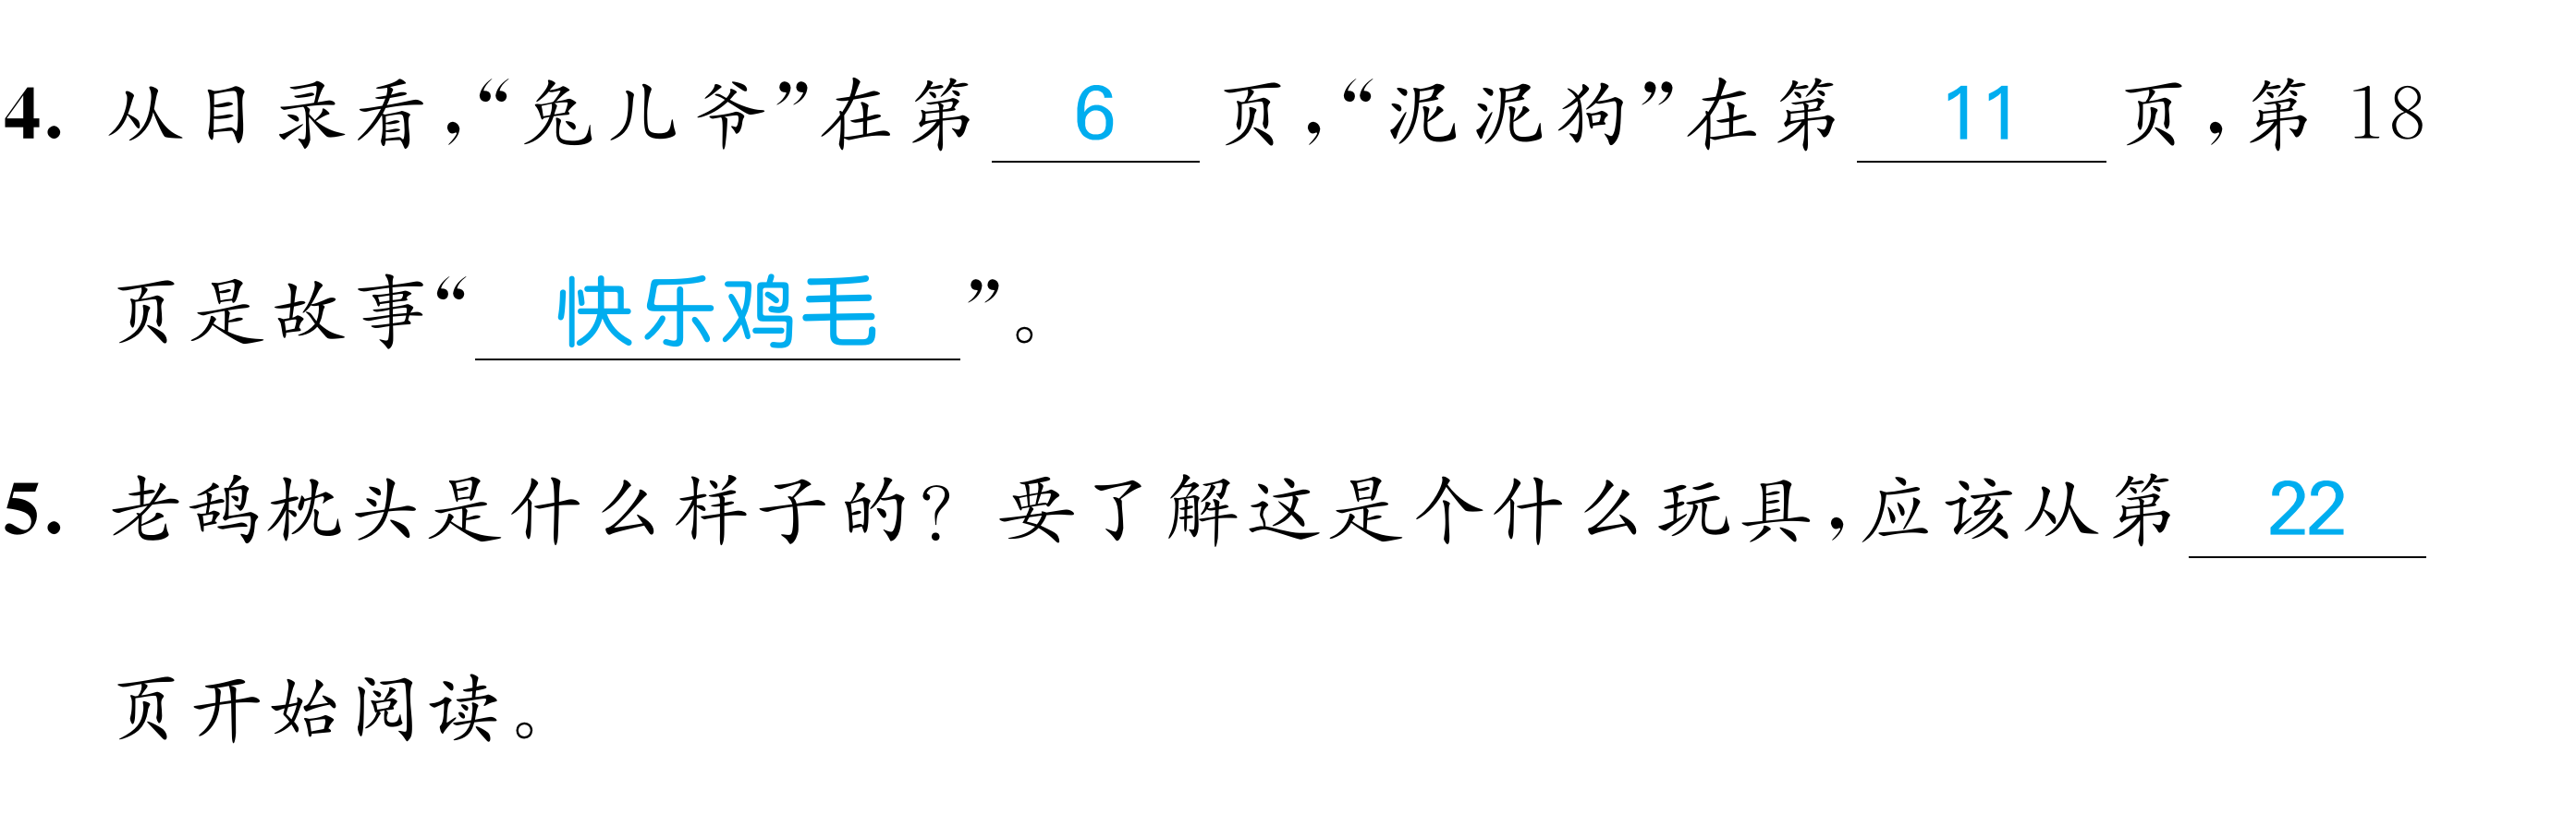 4. 从目录看，“兔儿爷”在第 6 页，“泥泥狗”在第 11 页，第 18
页是故事“ 快乐鸡毛 ”。
5. 老鸹枕头是什么样子的？要了解这是个什么玩具，应该从第 22
页开始阅读。